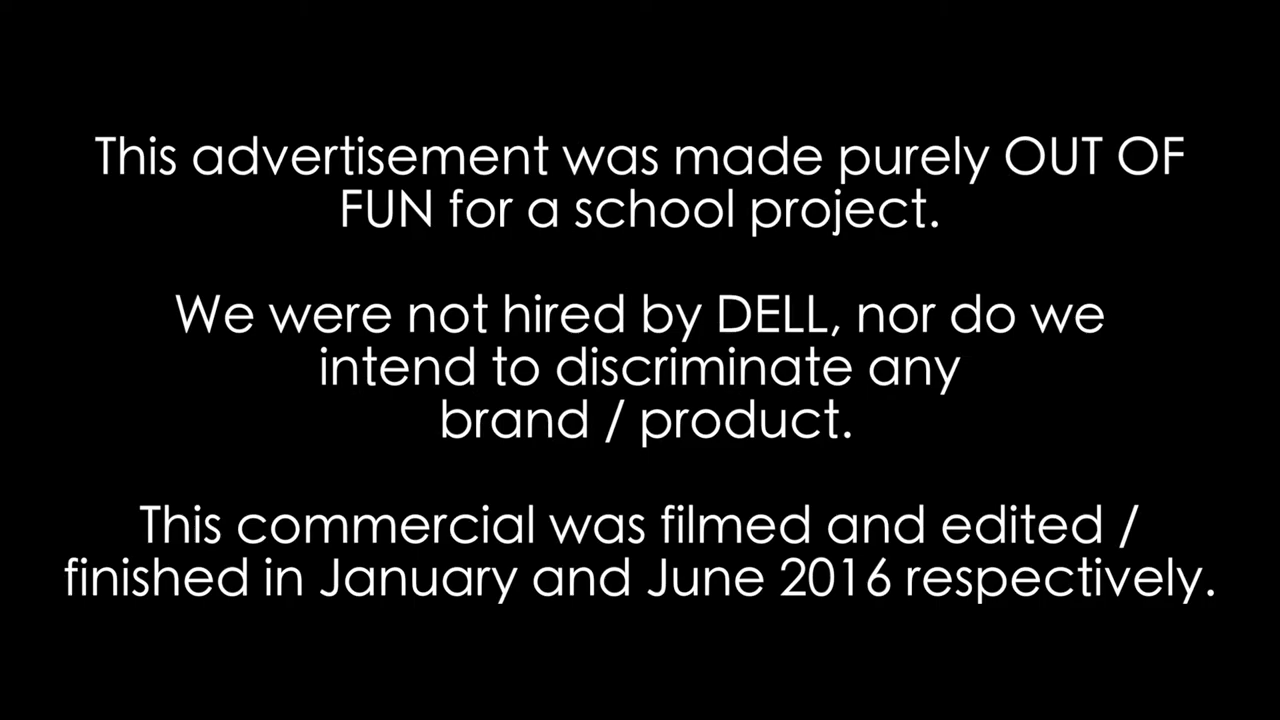 This advertisement was made purely OUT OF
FUN for a school project.
We were not hired by DELL, nor do we
intend to discriminate any
brand / product.
This commercial was filmed and edited /
finished in January and June 2016 respectively.